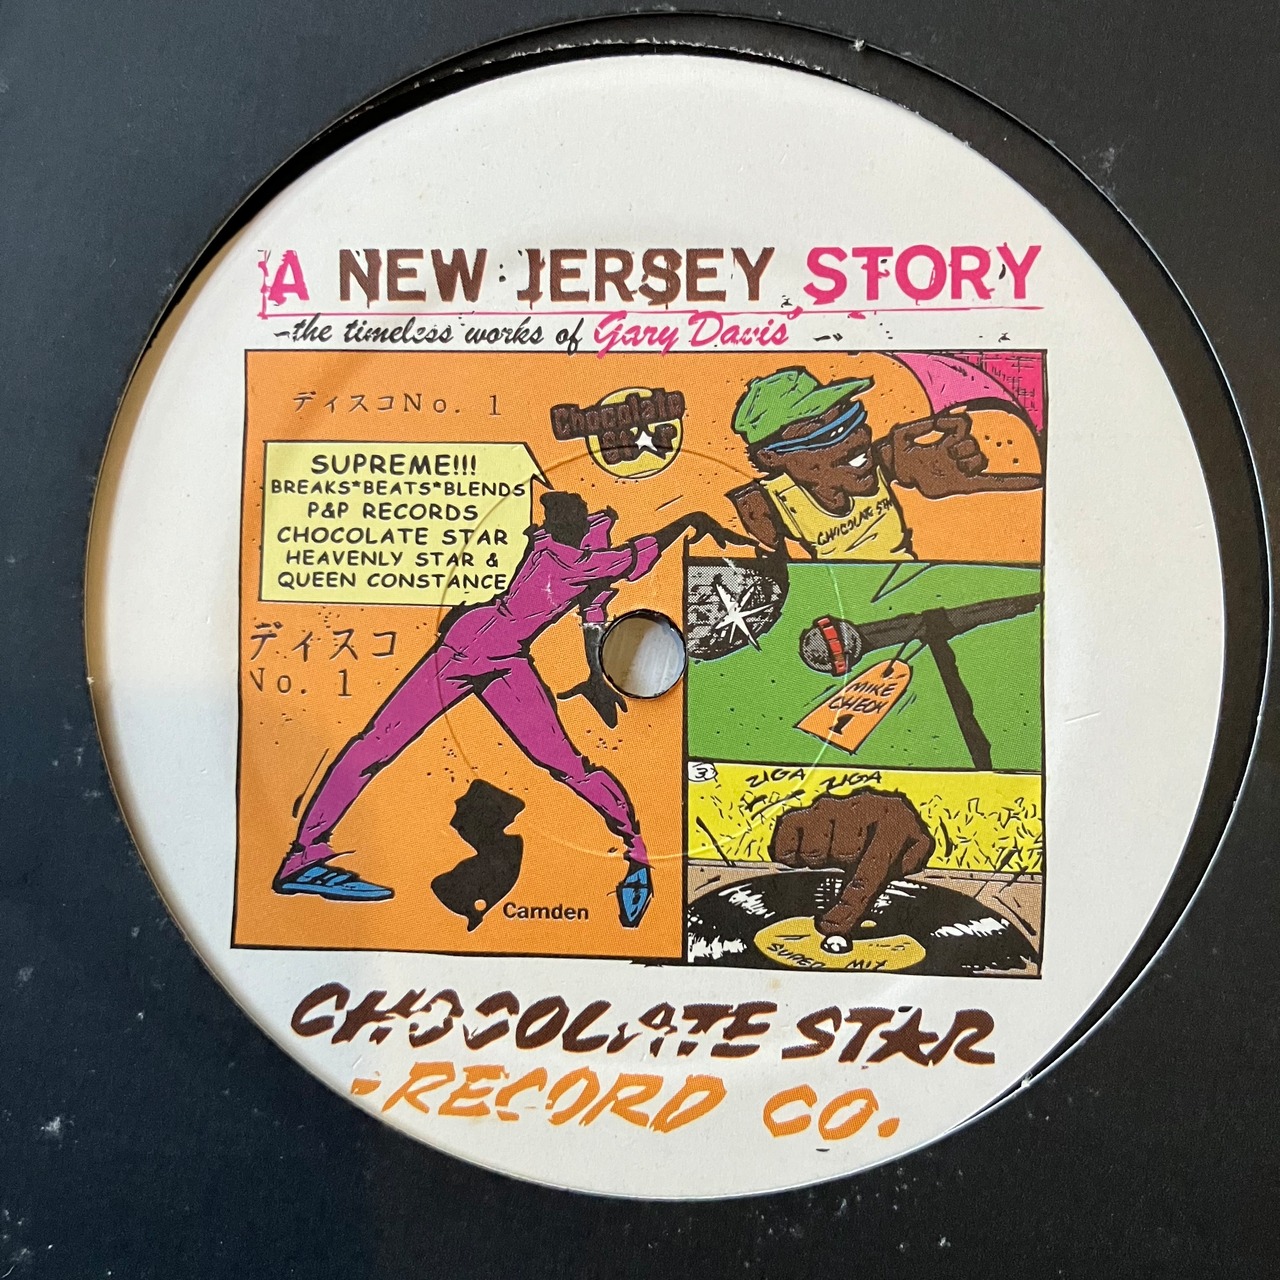 A NEW JERSEY STORY
-the timeless works of Gary Davis-
ディスコNo. 1
Chocolate
Star
SUPREME!!!
BREAKS*BEATS*BLENDS
P&P RECORDS
CHOCOLATE STAR
HEAVENLY STAR &
QUEEN CONSTANCE
CHOCOLATE STAR
ディスコ
No. 1
MIKE
CHECK
1
3
ZIGA ZIGA
SUPER MIX
Camden
CHOCOLATE STAR
-RECORD CO.